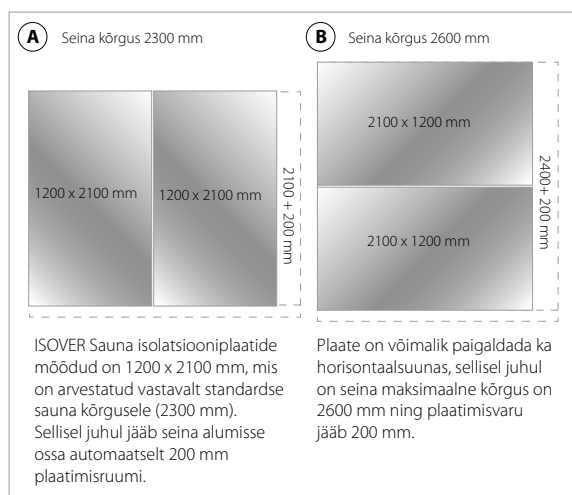 A Seina kõrgus 2300 mm
1200 x 2100 mm
1200 x 2100 mm
2100 + 200 mm
ISOVER Sauna isolatsiooniplaatide
mõõdud on 1200 x 2100 mm, mis
on arvestatud vastavalt standardse
sauna kõrgusele (2300 mm).
Sellisel juhul jääb seina alumisse
ossa automaatselt 200 mm
plaatimisruumi.
B Seina kõrgus 2600 mm
2100 x 1200 mm
2100 x 1200 mm
2400+ 200 mm
Plaate on võimalik paigaldada ka
horisontaalsuunas, sellisel juhul
on seina maksimaalne kõrgus on
2600 mm ning plaatimisvaru
jääb 200 mm.